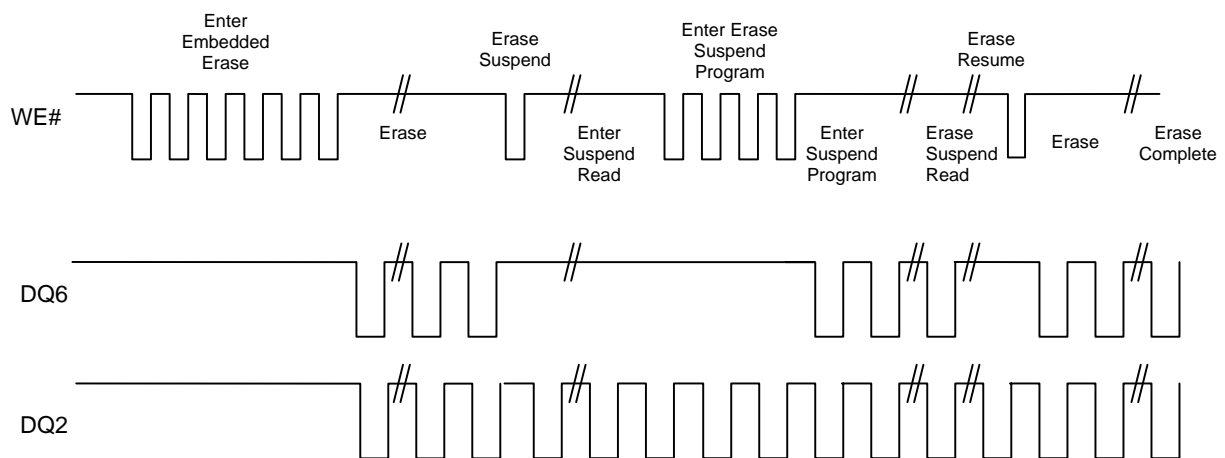 Enter
Embedded
Erase
Erase
Suspend
Enter Erase
Suspend
Program
Erase
Resume
WE#
Erase
Enter
Suspend
Read
Enter
Suspend
Program
Erase
Suspend
Read
Erase
Erase
Complete
DQ6
DQ2